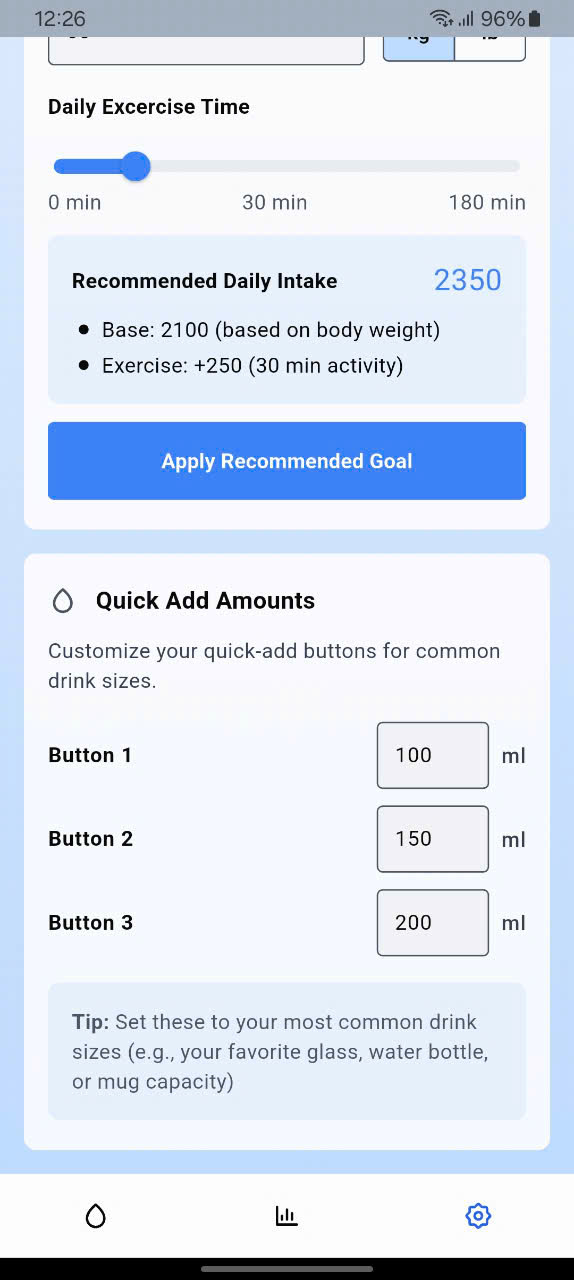 12:26
96%
kg
lb
Daily Excercise Time
0 min
30 min
180 min
Recommended Daily Intake
2350
Base: 2100 (based on body weight)
Exercise: +250 (30 min activity)
Apply Recommended Goal
Quick Add Amounts
Customize your quick-add buttons for common
drink sizes.
Button 1
100
ml
Button 2
150
ml
Button 3
200
ml
Tip: Set these to your most common drink
sizes (e.g., your favorite glass, water bottle,
or mug capacity)